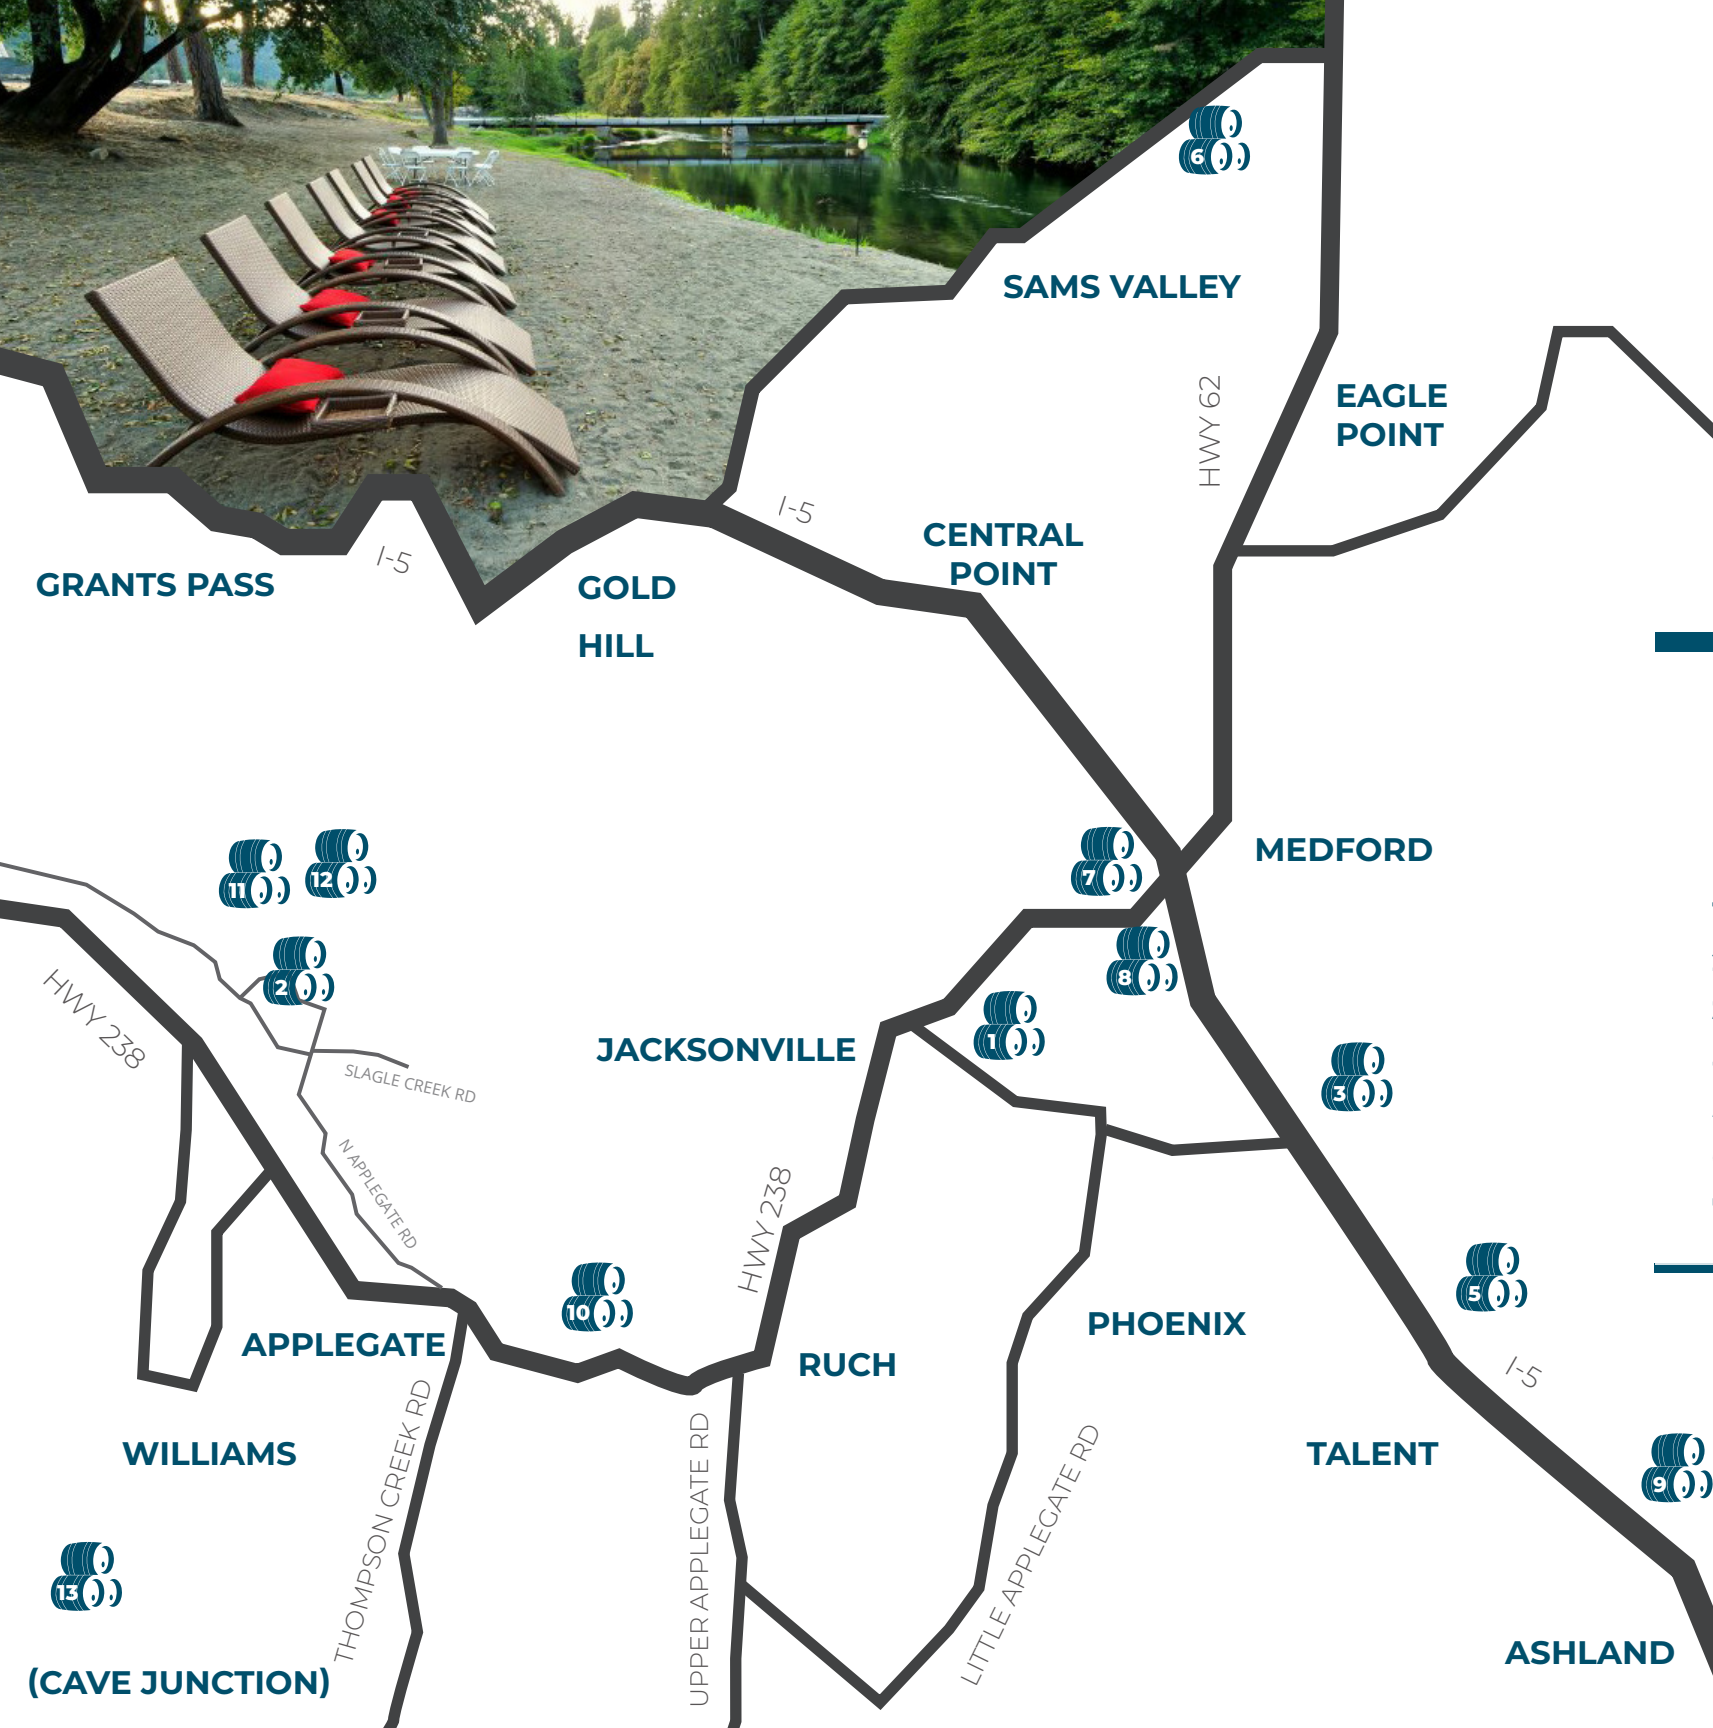 6
SAMS VALLEY
HWY 62
EAGLE
POINT
I-5
CENTRAL
POINT
I-5
GRANTS PASS
GOLD
HILL
7
MEDFORD
11
12
8
2
HWY 238
1
JACKSONVILLE
3
SLAGLE CREEK RD
N APPLEGATE RD
HWY 238
5
10
PHOENIX
APPLEGATE
RUCH
I-5
THOMPSON CREEK RD
UPPER APPLEGATE RD
LITTLE APPLEGATE RD
WILLIAMS
TALENT
9
13
ASHLAND
(CAVE JUNCTION)